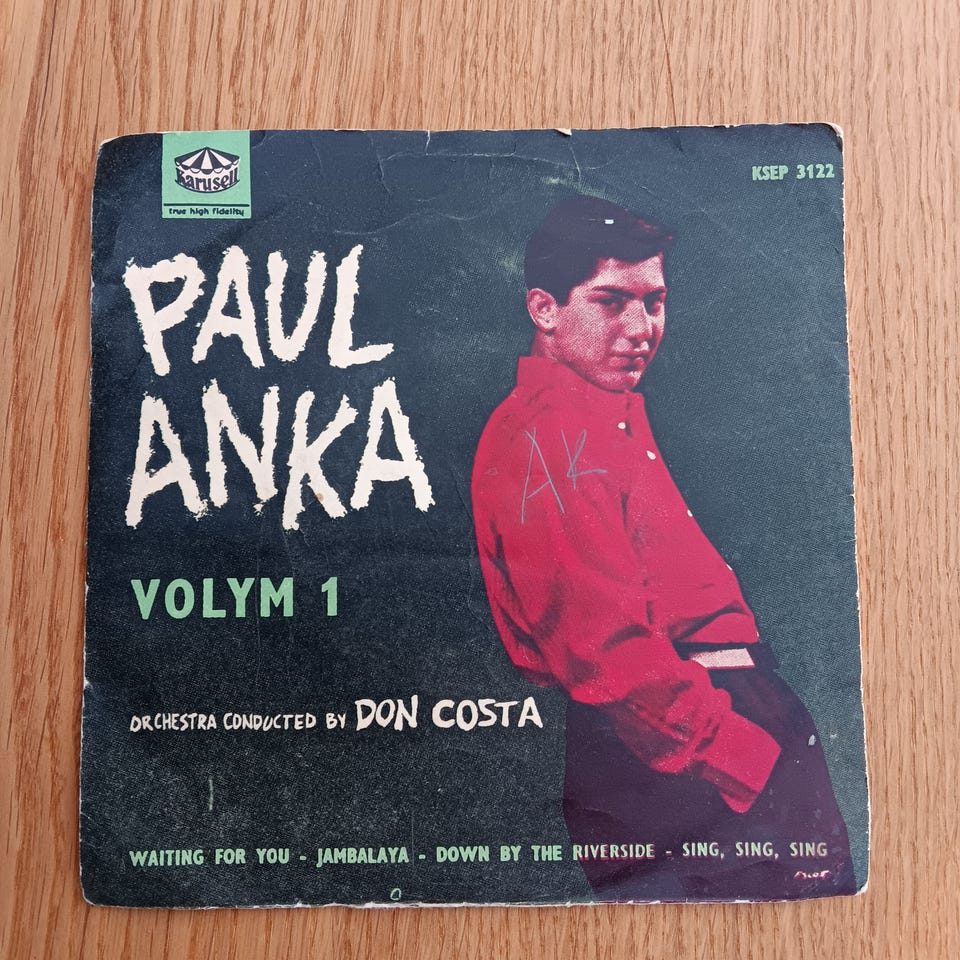 Karusell
true high fidelity
KSEP 3122
PAUL
ANKA
AK
VOLYM 1
ORCHESTRA CONDUCTED BY DON COSTA
WAITING FOR YOU - JAMBALAYA - DOWN BY THE RIVERSIDE - SING, SING, SING